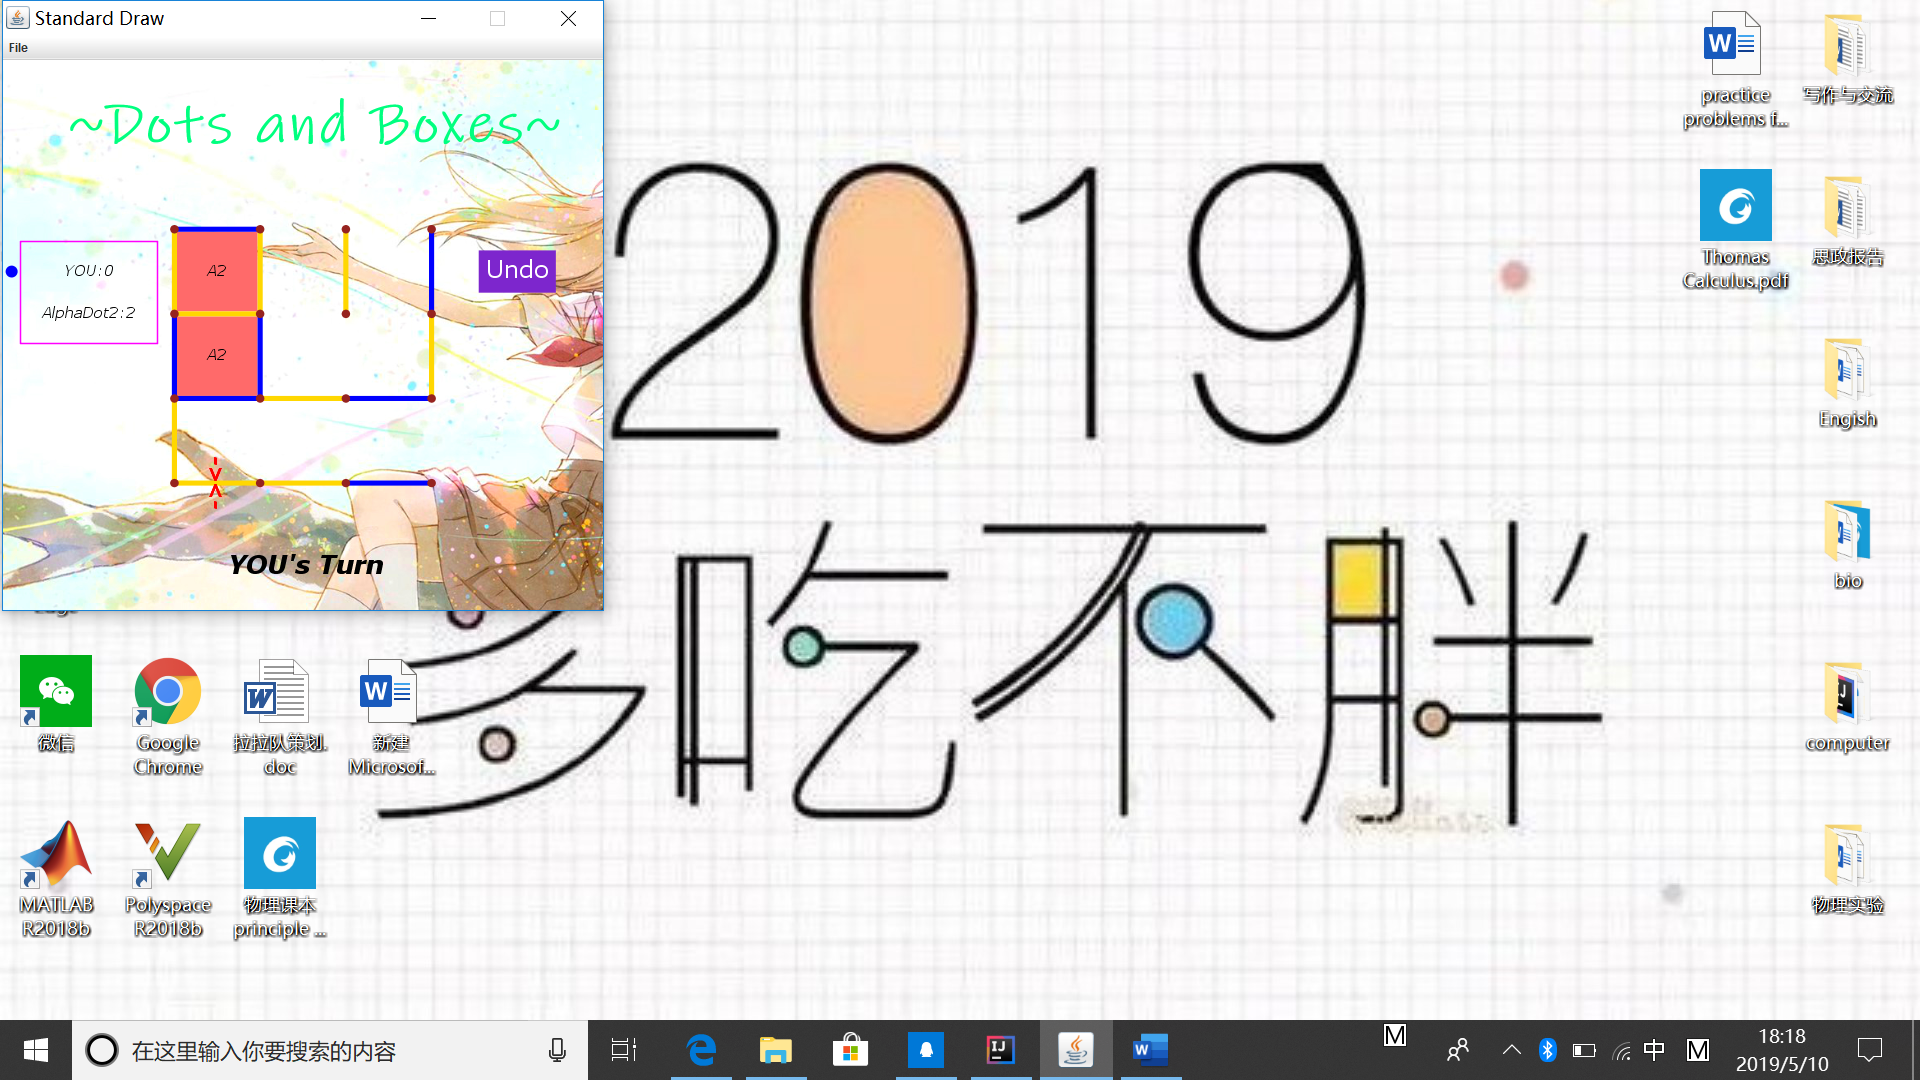 Standard Draw
File
~Dots and Boxes~
YOU:0
AlphaDot2:2
A2
A2
Undo
YOU's Turn
2019
多吃不胖
practice
problems f...
写作与交流
Thomas
Calculus.pdf
思政报告
Engish
bio
computer
物理实验
微信
Google
Chrome
拉拉队策划.
doc
新建
Microsof...
MATLAB
R2018b
Polyspace
R2018b
物理课本
principle ...
在这里输入你要搜索的内容
M
中
M
18:18
2019/5/10